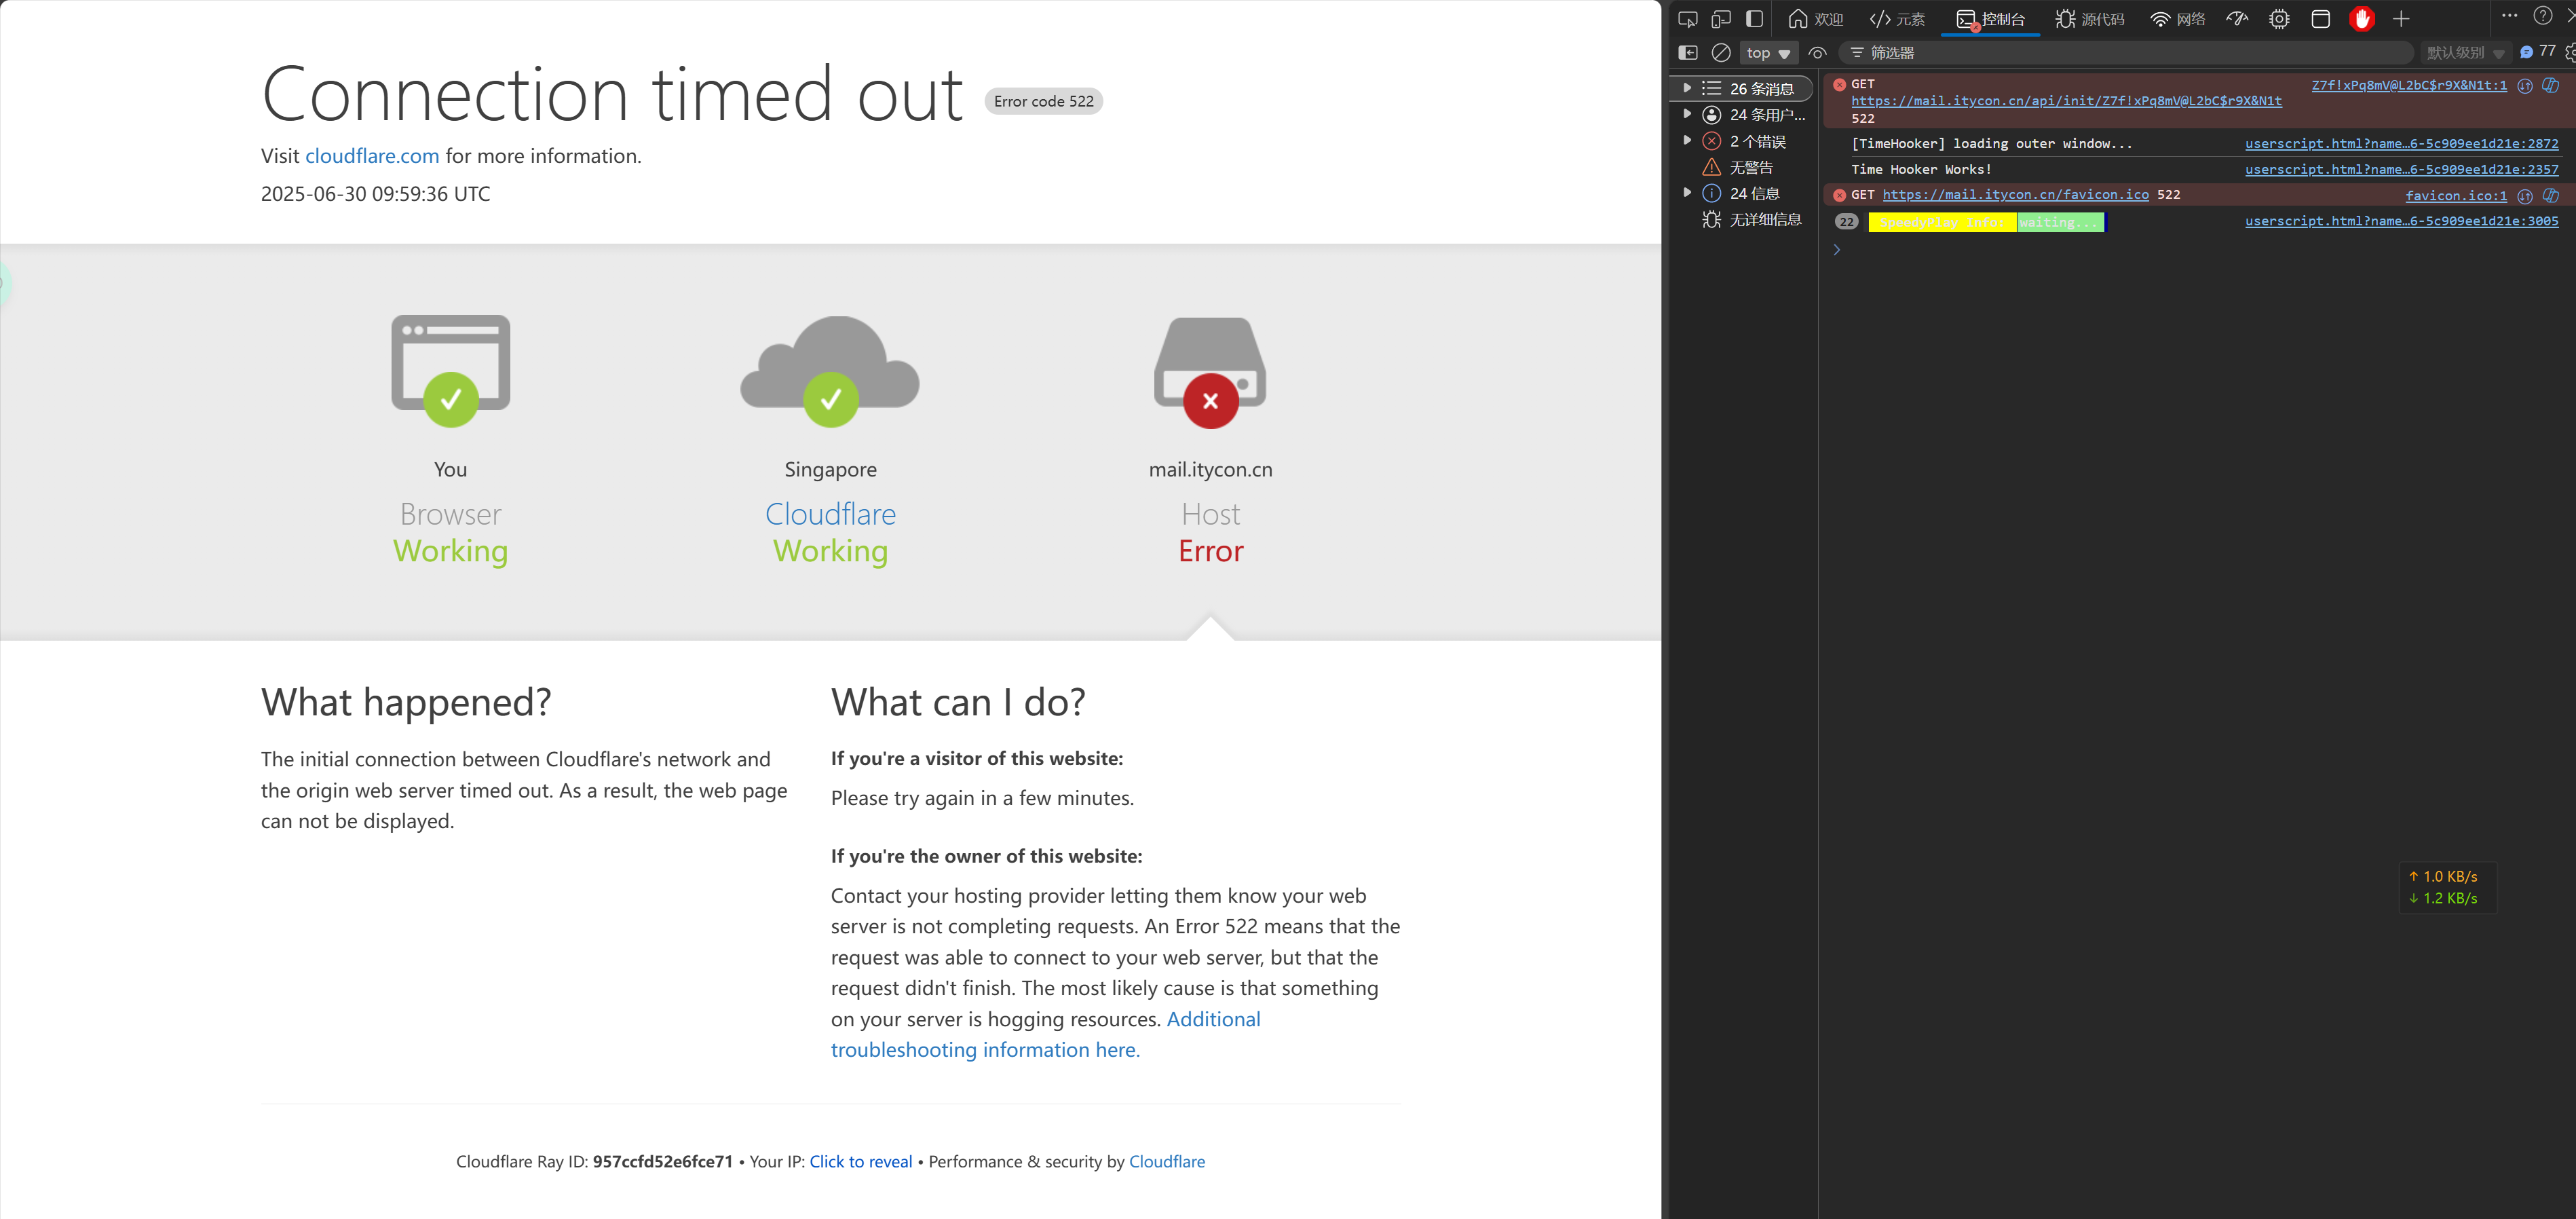 Connection timed out Error code 522
Visit cloudflare.com for more information.
2025-06-30 09:59:36 UTC
You
Browser
Working
Singapore
Cloudflare
Working
mail.itycon.cn
Host
Error
What happened?
The initial connection between Cloudflare's network and
the origin web server timed out. As a result, the web page
can not be displayed.
What can I do?
If you're a visitor of this website:
Please try again in a few minutes.
If you're the owner of this website:
Contact your hosting provider letting them know your web
server is not completing requests. An Error 522 means that the
request was able to connect to your web server, but that the
request didn't finish. The most likely cause is that something
on your server is hogging resources. Additional
troubleshooting information here.
Cloudflare Ray ID: 957ccfd52e6fce71 • Your IP: Click to reveal • Performance & security by Cloudflare
欢迎 元素 控制台 源代码 网络
top 筛选器 默认级别 77
26 条消息
24 条用户...
2 个错误
无警告
24 信息
无详细信息
GET Z7f!xPq8mV@L2bC$r9X&N1t:1
https://mail.itycon.cn/api/init/Z7f!xPq8mV@L2bC$r9X&N1t
522
[TimeHooker] loading outer window... userscript.html?name…6-5c909ee1d21e:2872
Time Hooker Works! userscript.html?name…6-5c909ee1d21e:2357
GET https://mail.itycon.cn/favicon.ico 522 favicon.ico:1
22 SpeedyPlay Info: waiting... userscript.html?name…6-5c909ee1d21e:3005
↑ 1.0 KB/s
↓ 1.2 KB/s